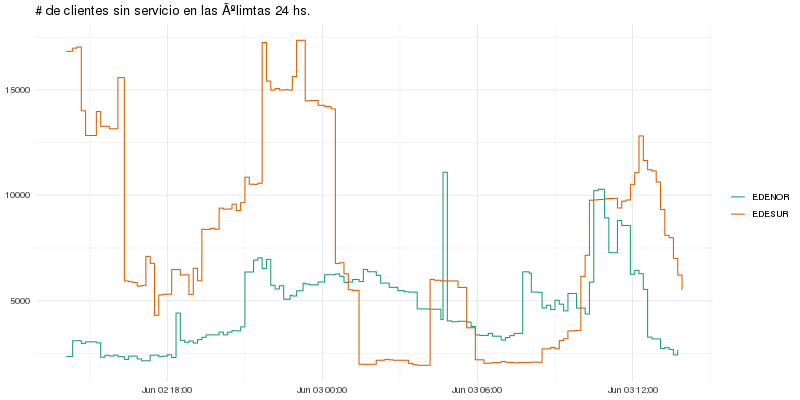 # de clientes sin servicio en las Ãºlimtas 24 hs.
15000
10000
5000
Jun 02 18:00
Jun 03 00:00
Jun 03 06:00
Jun 03 12:00
EDENOR
EDESUR